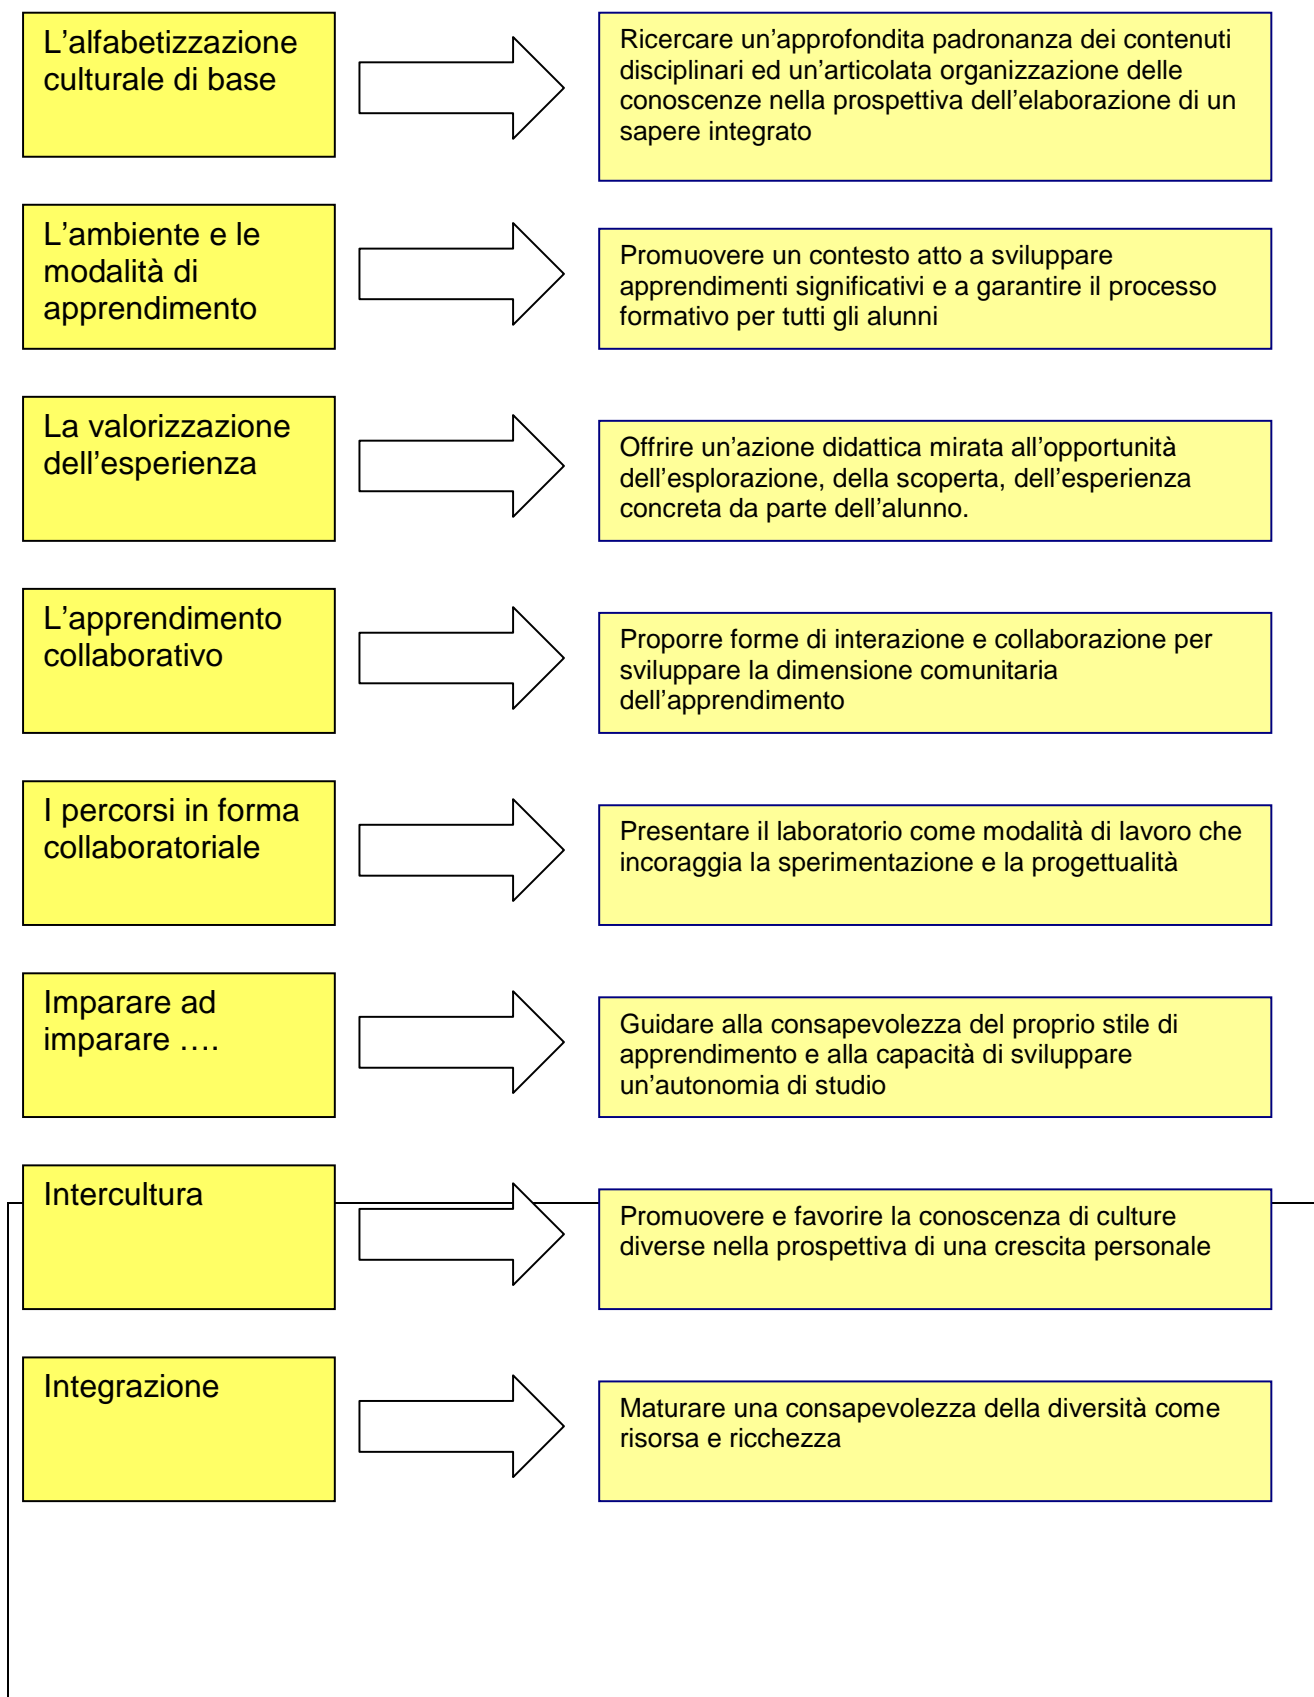 L’alfabetizzazione
culturale di base
Ricercare un’approfondita padronanza dei contenuti
disciplinari ed un’articolata organizzazione delle
conoscenze nella prospettiva dell’elaborazione di un
sapere integrato
L’ambiente e le
modalità di
apprendimento
Promuovere un contesto atto a sviluppare
apprendimenti significativi e a garantire il processo
formativo per tutti gli alunni
La valorizzazione
dell’esperienza
Offrire un’azione didattica mirata all’opportunità
dell’esplorazione, della scoperta, dell’esperienza
concreta da parte dell’alunno.
L’apprendimento
collaborativo
Proporre forme di interazione e collaborazione per
sviluppare la dimensione comunitaria
dell’apprendimento
I percorsi in forma
collaboratoriale
Presentare il laboratorio come modalità di lavoro che
incoraggia la sperimentazione e la progettualità
Imparare ad
imparare ….
Guidare alla consapevolezza del proprio stile di
apprendimento e alla capacità di sviluppare
un’autonomia di studio
Intercultura
Promuovere e favorire la conoscenza di culture
diverse nella prospettiva di una crescita personale
Integrazione
Maturare una consapevolezza della diversità come
risorsa e ricchezza